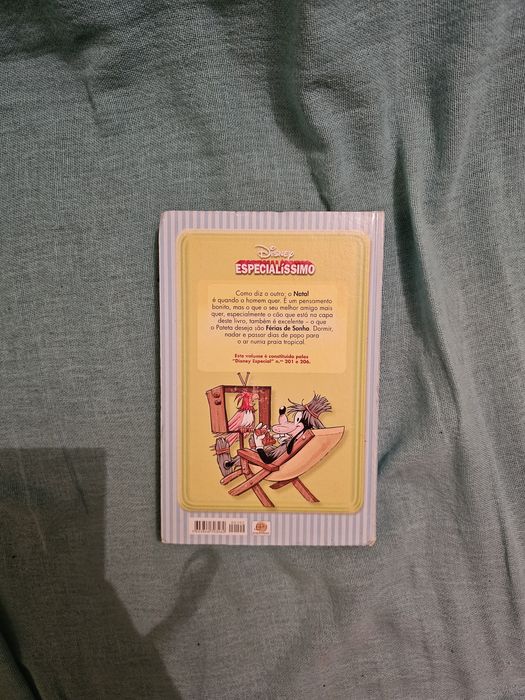 Disney
ESPECIALÍSSIMO
Como diz o outro: o Natal
é quando o homem quer. É um pensamento
bonito, mas o que o seu melhor amigo mais
quer, especialmente o cão que está na capa
deste livro, também é excelente – o que
o Pateta deseja são Férias de Sonho. Dormir,
nadar e passar dias de papo para
o ar numa praia tropical.
Este volume é constituído pelos
"Disney Especial" n.ºs 201 e 206.